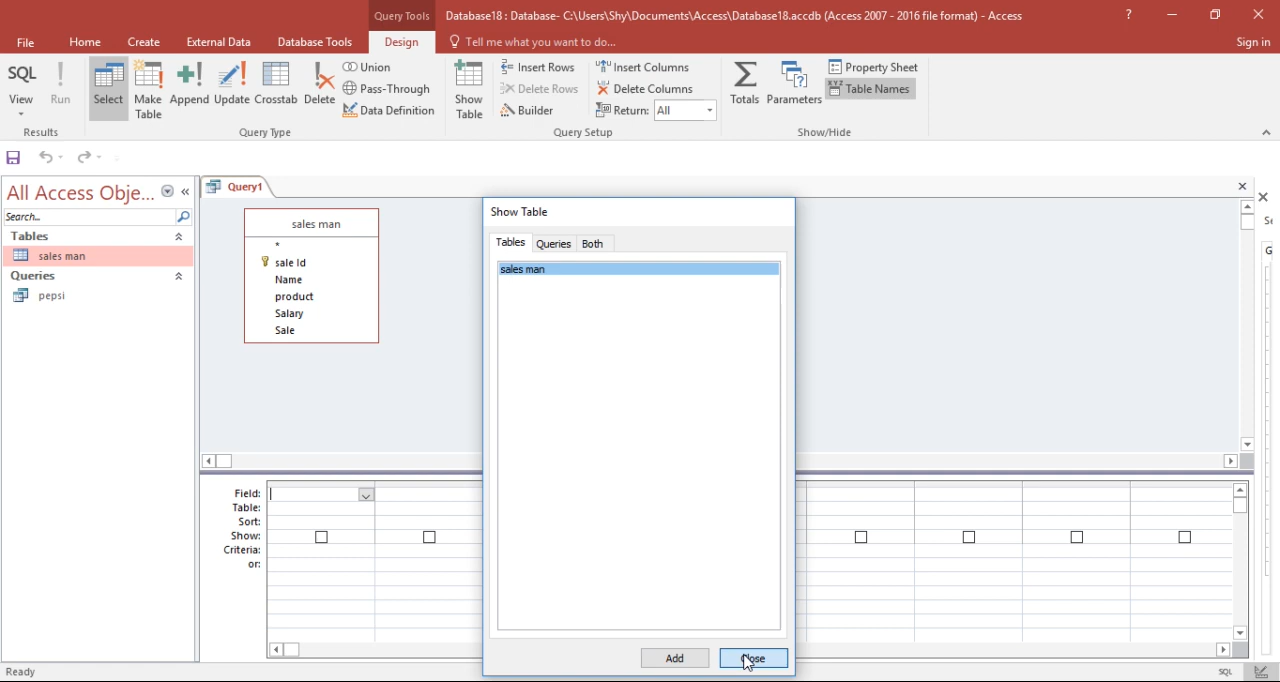 Query Tools Database18 : Database- C:\Users\Shy\Documents\Access\Database18.accdb (Access 2007 - 2016 file format) - Access ?
File Home Create External Data Database Tools Design Tell me what you want to do... Sign in
SQL View
Run
Results
Select
Make Table
Append
Update
Crosstab
Delete
Union
Pass-Through
Data Definition
Query Type
Show Table
Insert Rows
Delete Rows
Builder
Insert Columns
Delete Columns
Return: All
Query Setup
Totals
Parameters
Property Sheet
XYZ Table Names
Show/Hide
All Access Obje...
Search...
Tables
sales man
Queries
pepsi
Query1
sales man
*
sale Id
Name
product
Salary
Sale
Show Table
Tables Queries Both
sales man
Add Close
Field:
Table:
Sort:
Show:
Criteria:
or:
Ready SQL